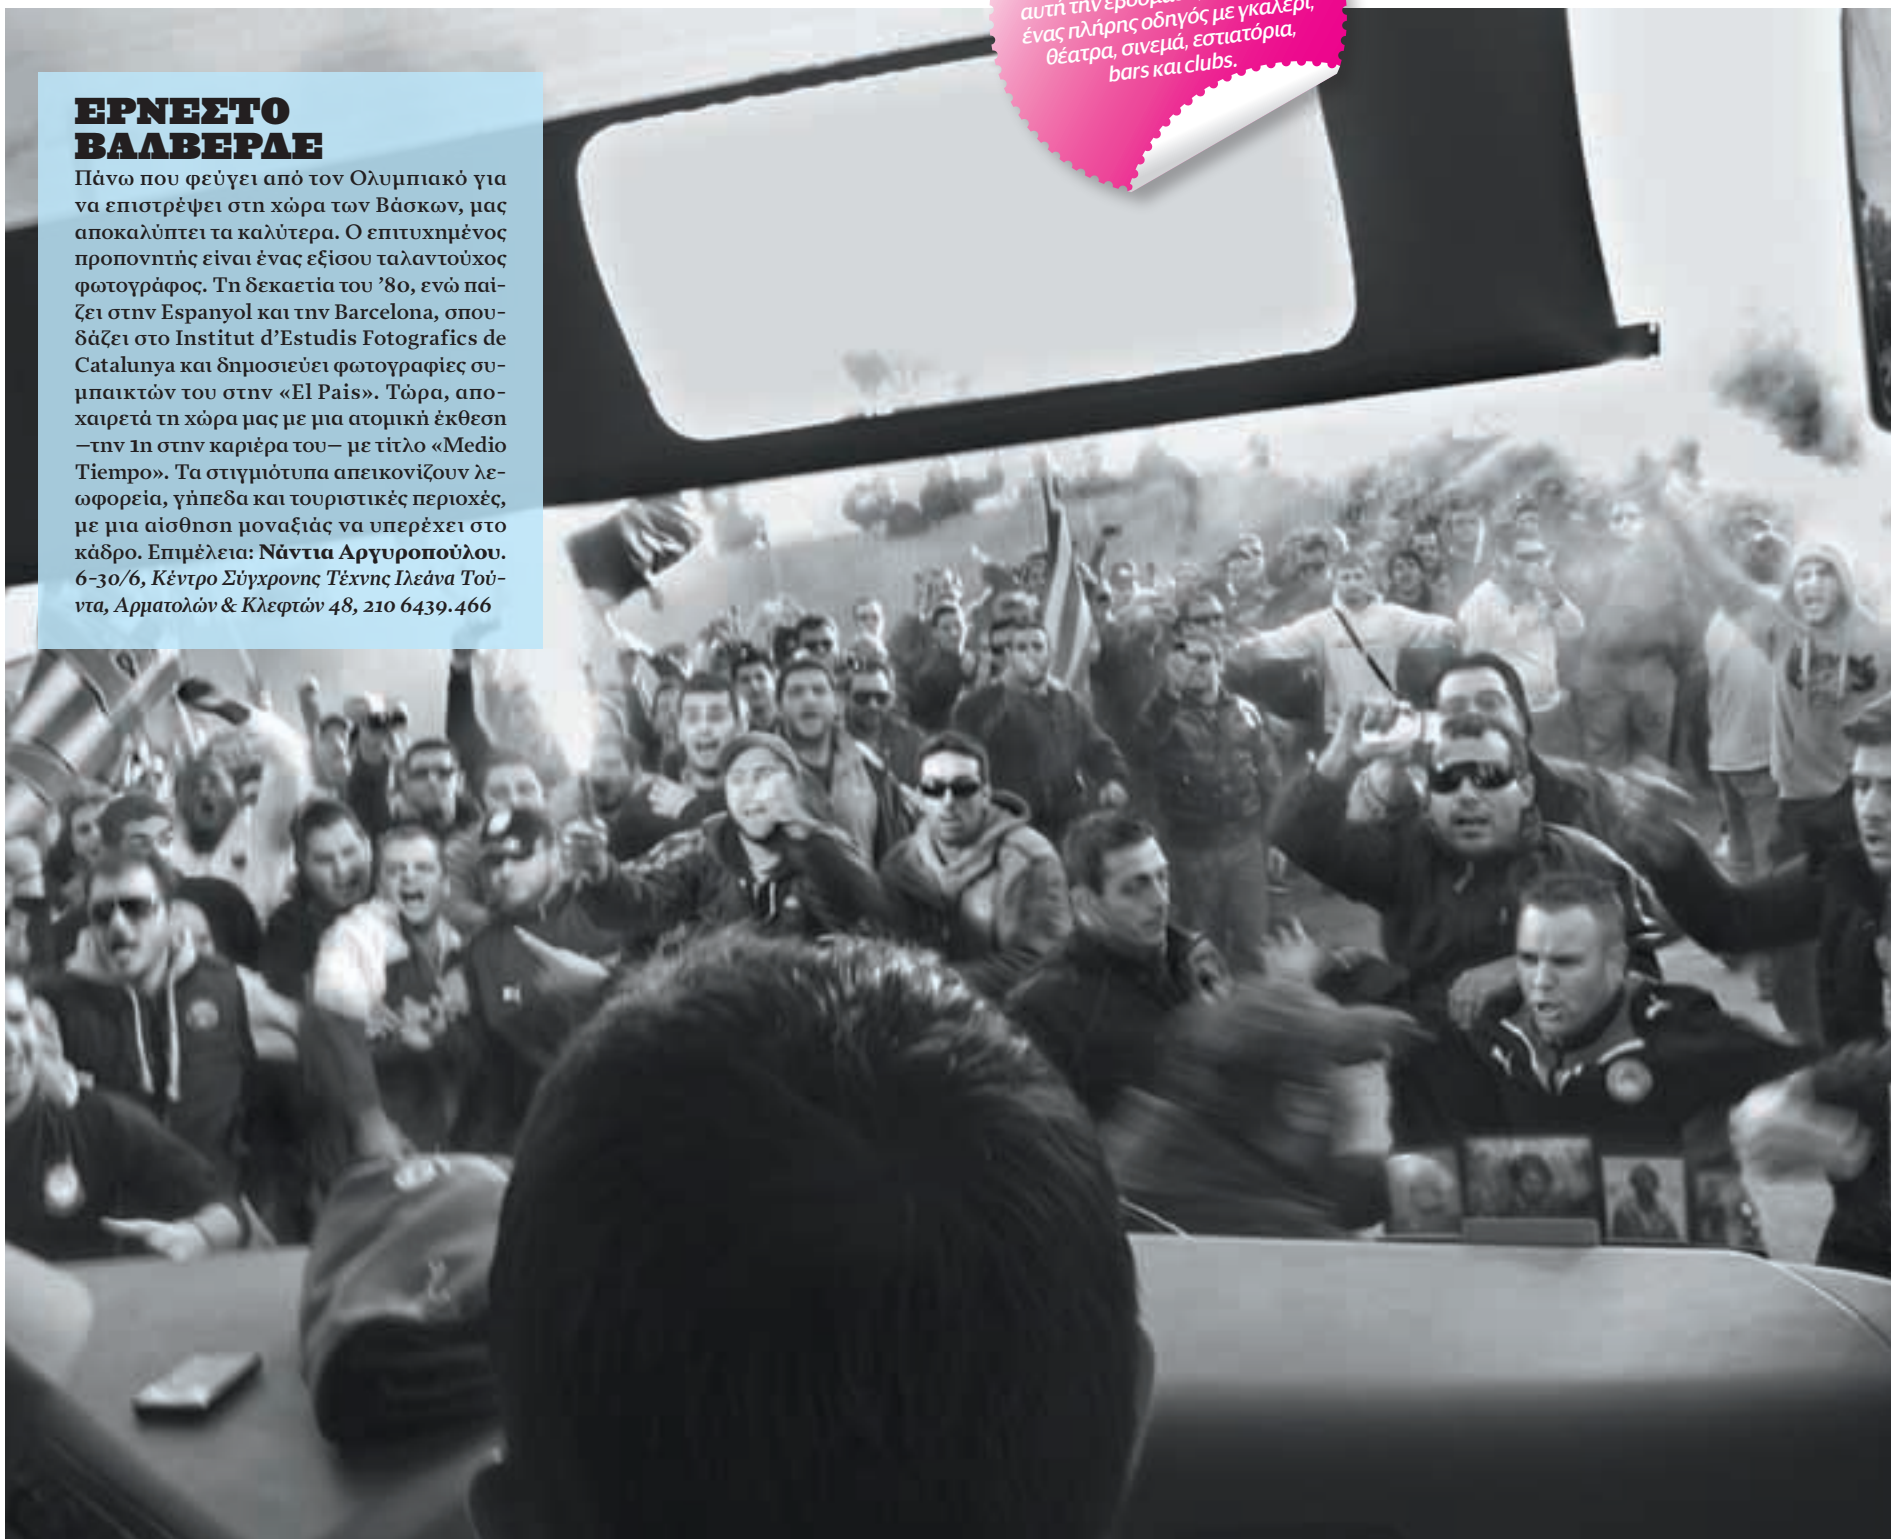 αυτή την
ένας πλήρης οδηγός με γκαλερί,
θέατρα, σινεμά, εστιατόρια,
bars και clubs.
ΕΡΝΕΣΤΟ
ΒΑΛΒΕΡΔΕ
Πάνω που φεύγει από τον Ολυμπιακό για
να επιστρέψει στη χώρα των Βάσκων, μας
αποκαλύπτει τα καλύτερα. Ο επιτυχημένος
προπονητής είναι ένας εξίσου ταλαντούχος
φωτογράφος. Τη δεκαετία του ’80, ενώ παί-
ζει στην Espanyol και την Barcelona, σπου-
δάζει στο Institut d’Estudis Fotografics de
Catalunya και δημοσιεύει φωτογραφίες συ-
μπαικτών του στην «El Pais». Τώρα, απο-
χαιρετά τη χώρα μας με μια ατομική έκθεση
–την 1η στην καριέρα του– με τίτλο «Medio
Tiempo». Τα στιγμιότυπα απεικονίζουν λε-
ωφορεία, γήπεδα και τουριστικές περιοχές,
με μια αίσθηση μοναξιάς να υπερέχει στο
κάδρο. Επιμέλεια: Νάντια Αργυροπούλου.
6-30/6, Κέντρο Σύγχρονης Τέχνης Ιλεάνα Τού-
ντα, Αρματολών & Κλεφτών 48, 210 6439.466